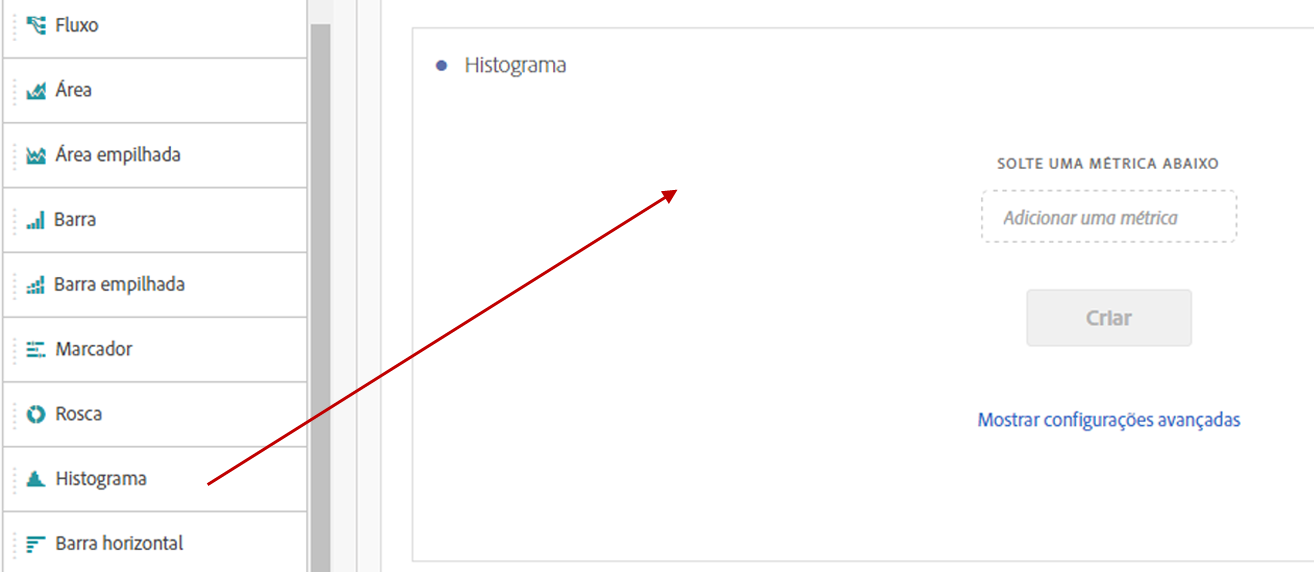 Fluxo
Área
Área empilhada
Barra
Barra empilhada
Marcador
Rosca
Histograma
Barra horizontal
Histograma
SOLTE UMA MÉTRICA ABAIXO
Adicionar uma métrica
Criar
Mostrar configurações avançadas